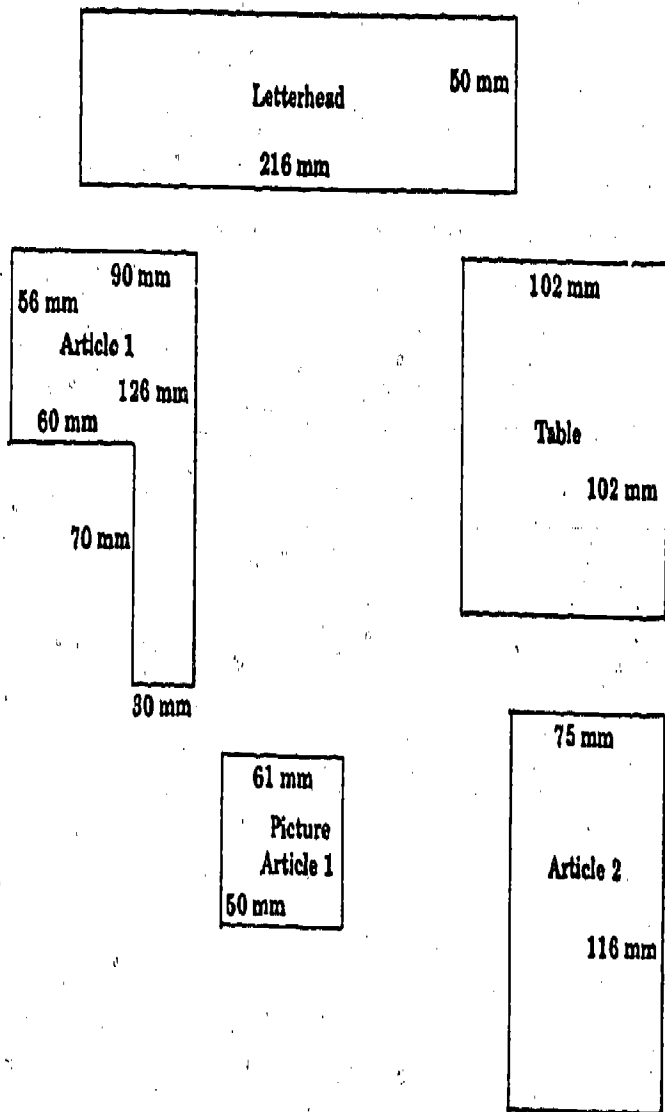 50 mm
Letterhead
216 mm
90 mm
56 mm
Article 1
126 mm
60 mm
70 mm
30 mm
102 mm
Table
102 mm
61 mm
Picture
Article 1
50 mm
75 mm
Article 2
116 mm